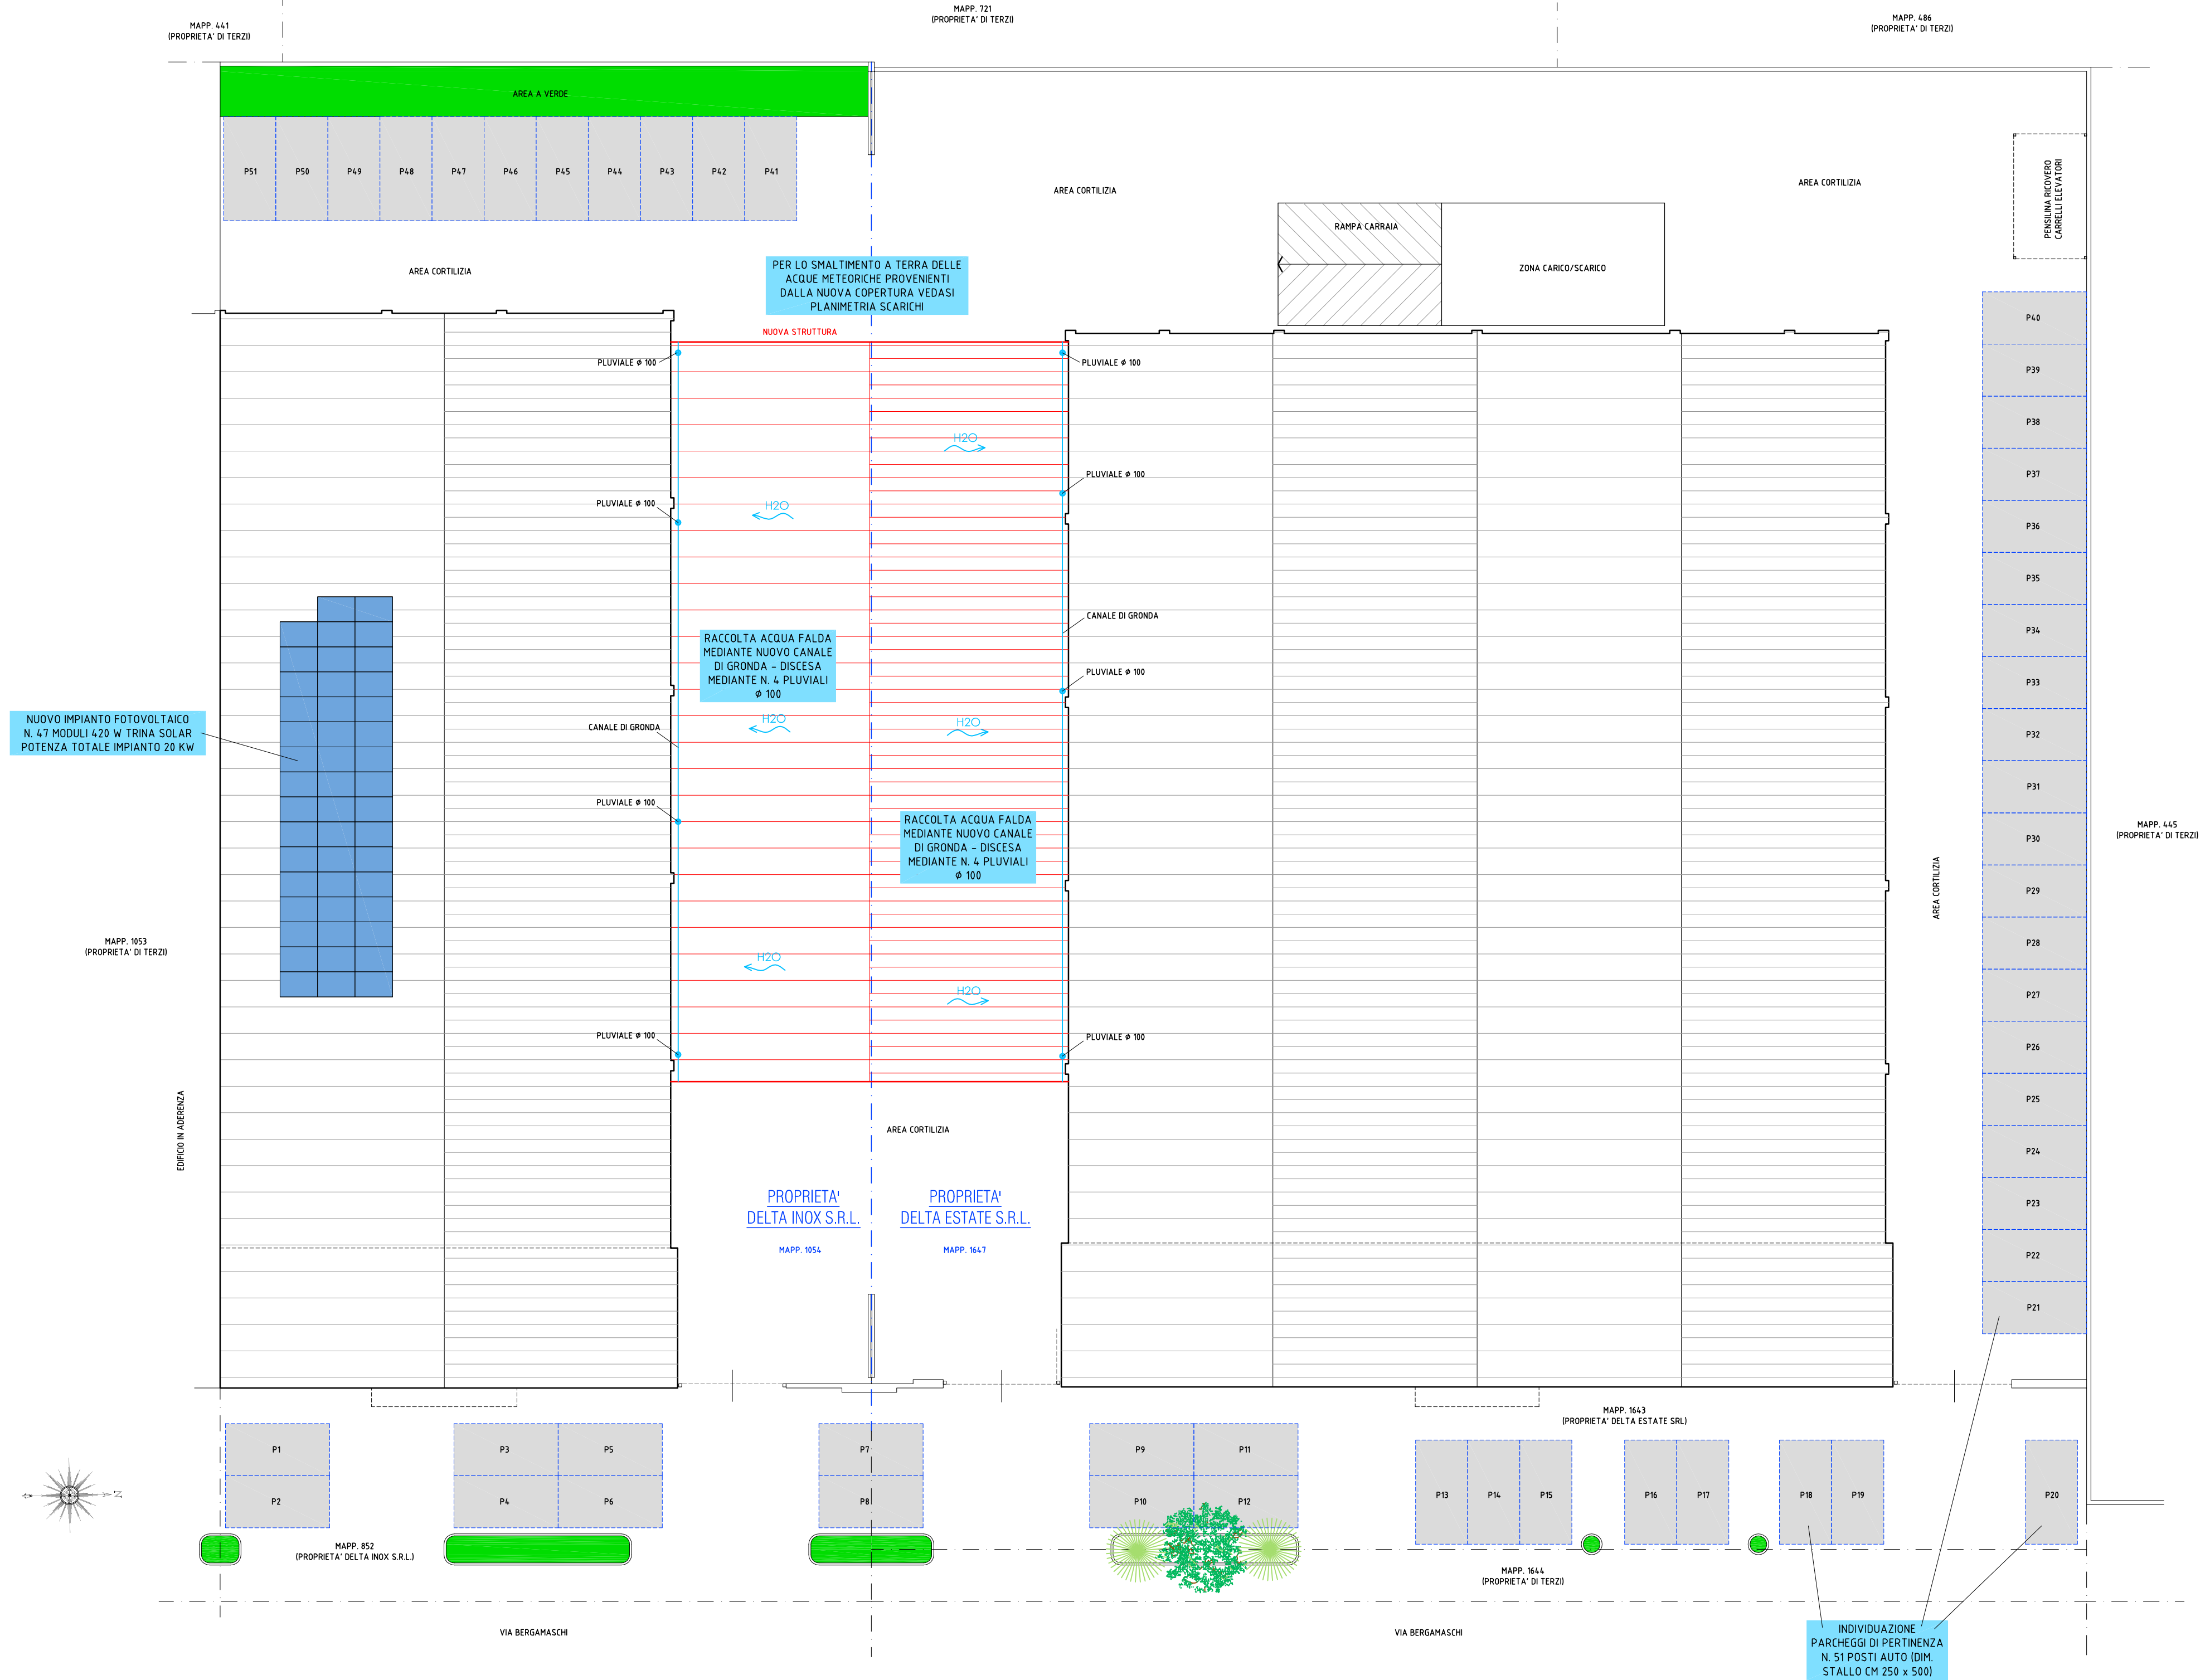 MAPP. 441
(PROPRIETA' DI TERZI)
MAPP. 721
(PROPRIETA' DI TERZI)
MAPP. 486
(PROPRIETA' DI TERZI)
AREA A VERDE
P51
P50
P49
P48
P47
P46
P45
P44
P43
P42
P41
AREA CORTILIZIA
AREA CORTILIZIA
AREA CORTILIZIA
PENSILINA RICOVERO
CARRELLI ELEVATORI
RAMPA CARRAIA
ZONA CARICO/SCARICO
PER LO SMALTIMENTO A TERRA DELLE
ACQUE METEORICHE PROVENIENTI
DALLA NUOVA COPERTURA VEDASI
PLANIMETRIA SCARICHI
NUOVA STRUTTURA
PLUVIALE ø 100
PLUVIALE ø 100
H2O
PLUVIALE ø 100
PLUVIALE ø 100
H2O
CANALE DI GRONDA
RACCOLTA ACQUA FALDA
MEDIANTE NUOVO CANALE
DI GRONDA - DISCESA
MEDIANTE N. 4 PLUVIALI
ø 100
PLUVIALE ø 100
H2O
H2O
CANALE DI GRONDA
NUOVO IMPIANTO FOTOVOLTAICO
N. 47 MODULI 420 W TRINA SOLAR
POTENZA TOTALE IMPIANTO 20 KW
PLUVIALE ø 100
RACCOLTA ACQUA FALDA
MEDIANTE NUOVO CANALE
DI GRONDA - DISCESA
MEDIANTE N. 4 PLUVIALI
ø 100
MAPP. 1053
(PROPRIETA' DI TERZI)
H2O
H2O
PLUVIALE ø 100
PLUVIALE ø 100
EDIFICIO IN ADERENZA
AREA CORTILIZIA
PROPRIETA'
DELTA INOX S.R.L.
MAPP. 1054
PROPRIETA'
DELTA ESTATE S.R.L.
MAPP. 1647
AREA CORTILIZIA
P40
P39
P38
P37
P36
P35
P34
P33
P32
P31
P30
P29
P28
P27
P26
P25
P24
P23
P22
P21
MAPP. 445
(PROPRIETA' DI TERZI)
MAPP. 1643
(PROPRIETA' DELTA ESTATE SRL)
P1
P2
P3
P5
P4
P6
P7
P8
P9
P11
P10
P12
P13
P14
P15
P16
P17
P18
P19
P20
N
MAPP. 852
(PROPRIETA' DELTA INOX S.R.L.)
MAPP. 1644
(PROPRIETA' DI TERZI)
VIA BERGAMASCHI
VIA BERGAMASCHI
INDIVIDUAZIONE
PARCHEGGI DI PERTINENZA
N. 51 POSTI AUTO (DIM.
STALLO CM 250 x 500)